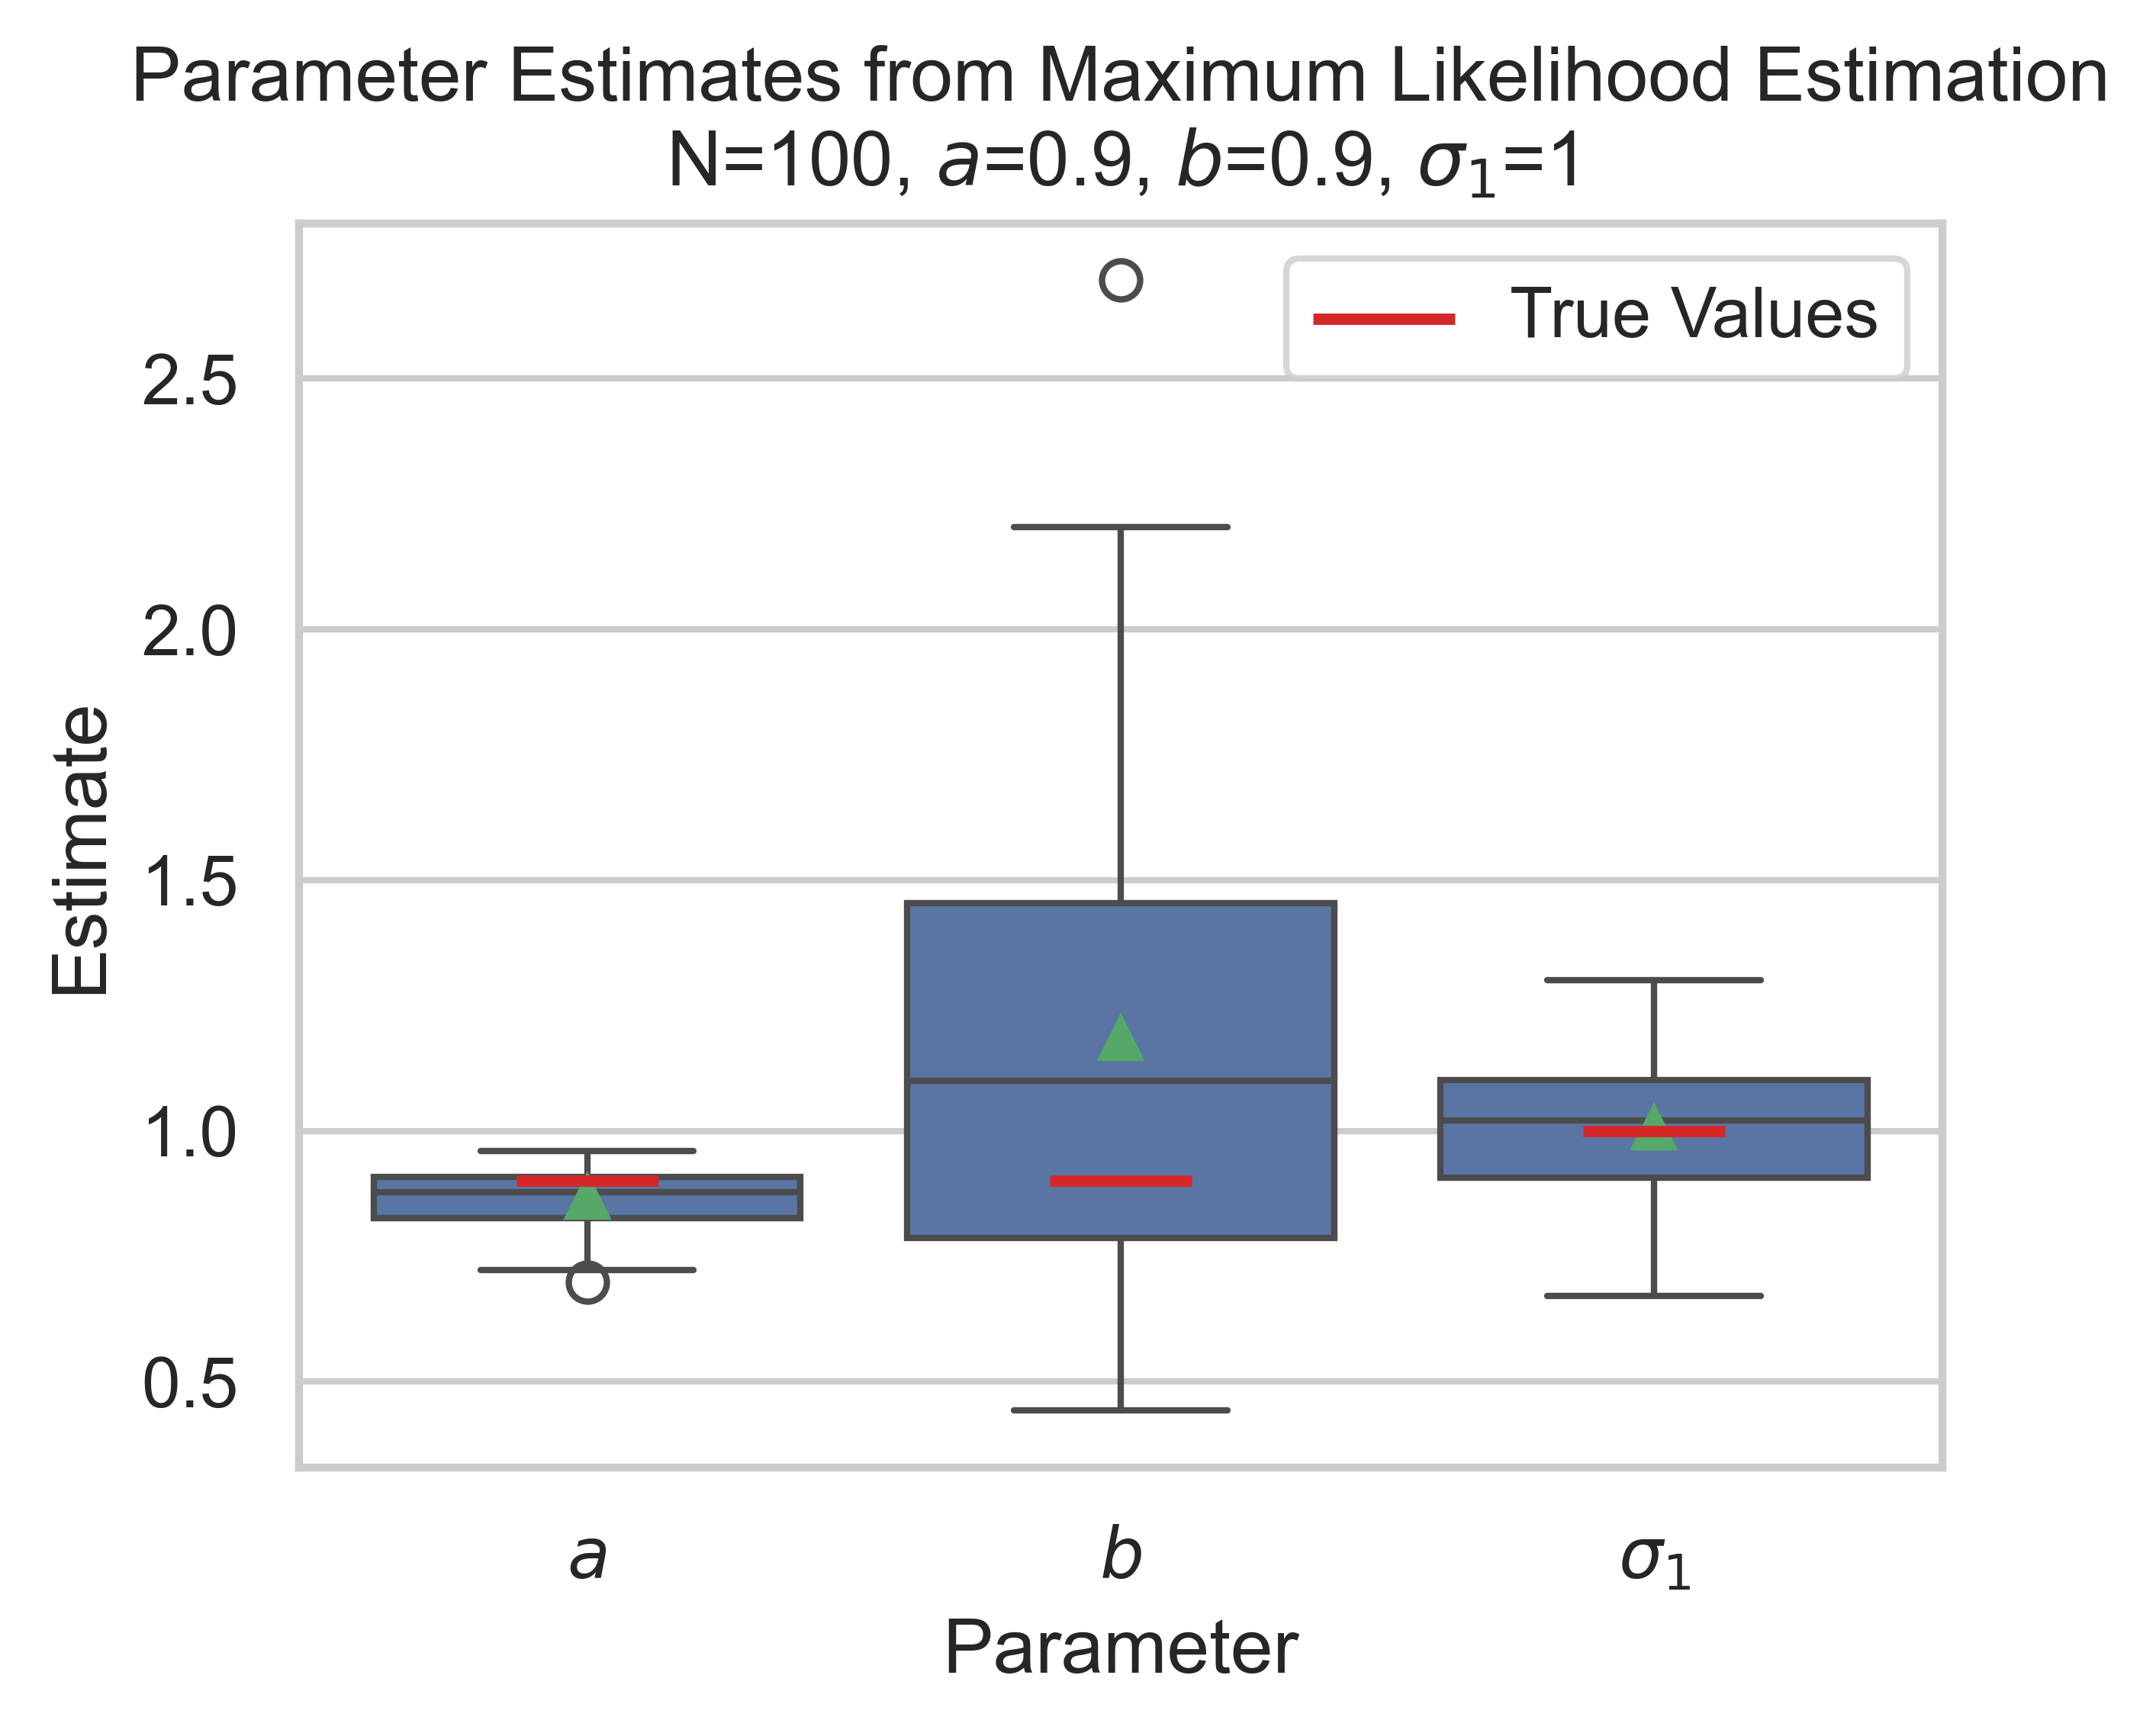 Parameter Estimates from Maximum Likelihood Estimation
N=100, a=0.9, b=0.9, σ₁=1
True Values
2.5
2.0
1.5
1.0
0.5
Estimate
a
b
σ₁
Parameter